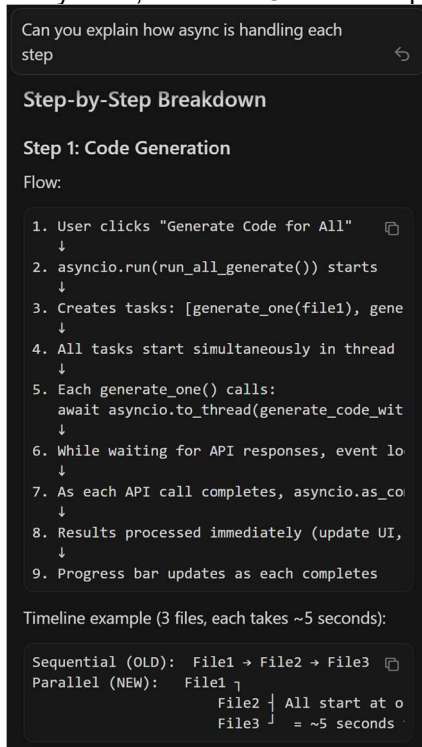 Can you explain how async is handling each
step
Step-by-Step Breakdown
Step 1: Code Generation
Flow:
1. User clicks "Generate Code for All"
↓
2. asyncio.run(run_all_generate()) starts
↓
3. Creates tasks: [generate_one(file1), gene
↓
4. All tasks start simultaneously in thread
↓
5. Each generate_one() calls:
await asyncio.to_thread(generate_code_wit
↓
6. While waiting for API responses, event lo
↓
7. As each API call completes, asyncio.as_co
↓
8. Results processed immediately (update UI,
↓
9. Progress bar updates as each completes
Timeline example (3 files, each takes ~5 seconds):
Sequential (OLD): File1 → File2 → File3
Parallel (NEW): File1 ┐
File2 ┤ All start at o
File3 ┘ = ~5 seconds